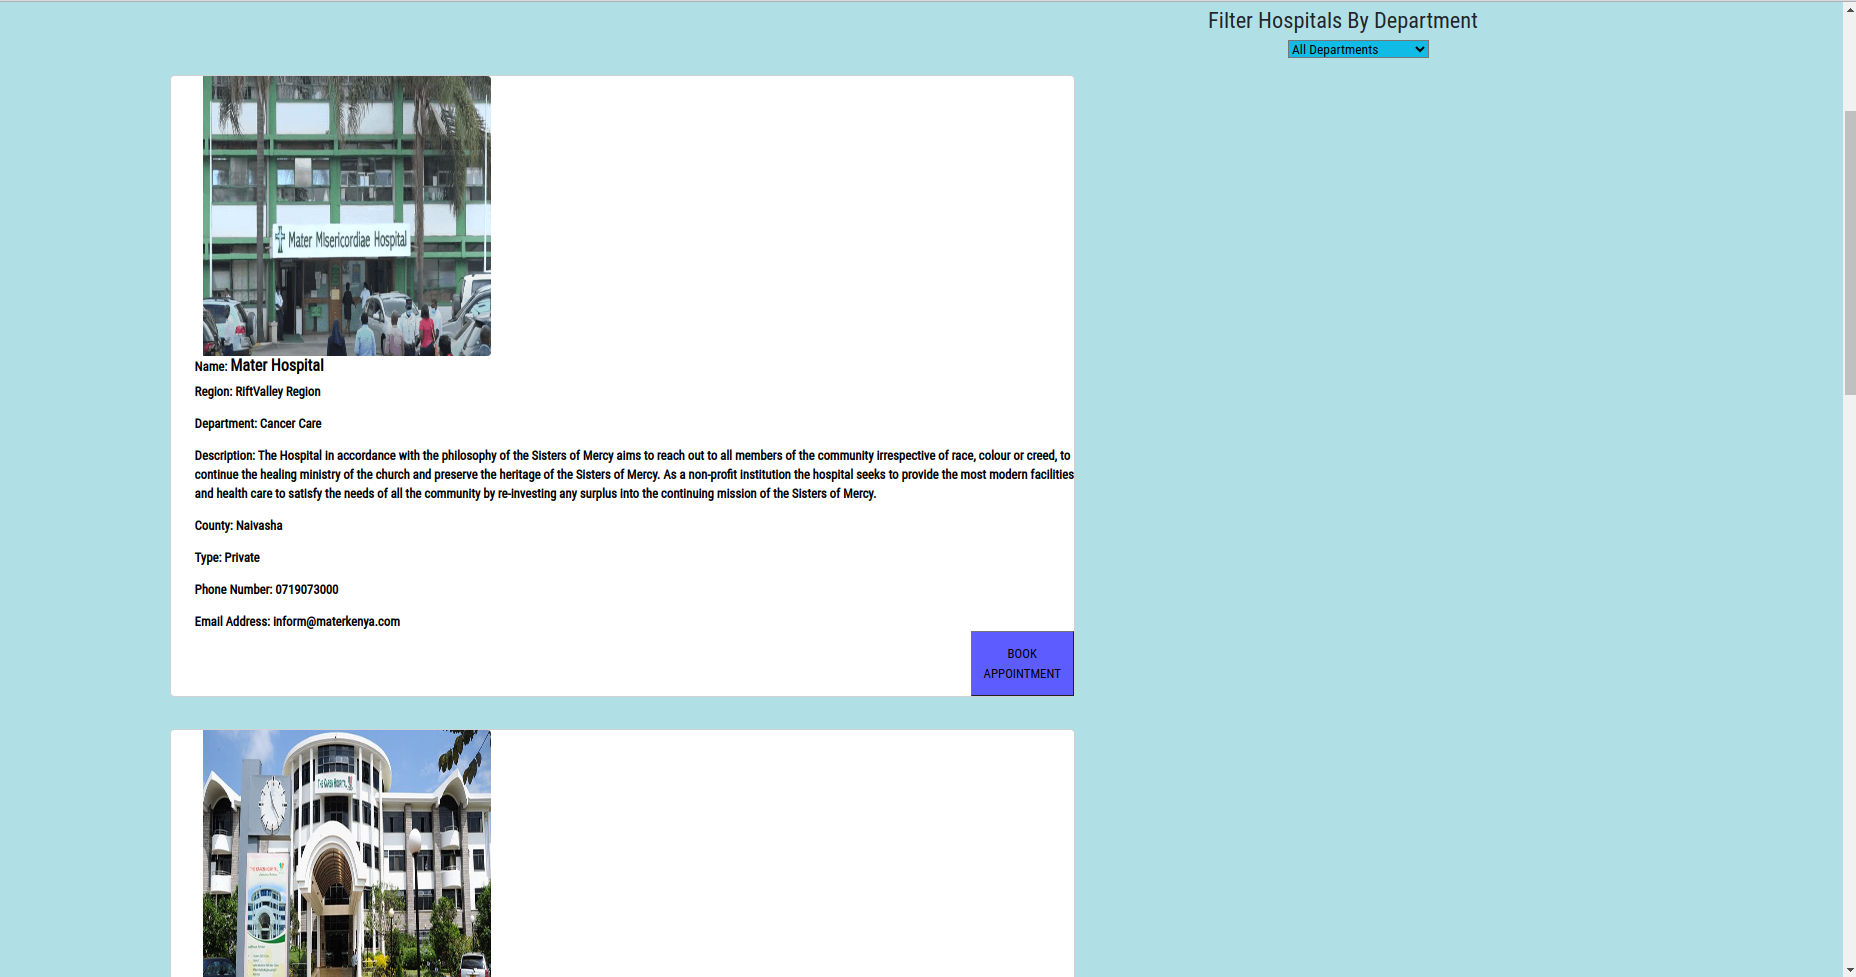 Filter Hospitals By Department
All Departments
Mater Misericordiae Hospital
Name: Mater Hospital
Region: RiftValley Region
Department: Cancer Care
Description: The Hospital in accordance with the philosophy of the Sisters of Mercy aims to reach out to all members of the community irrespective of race, colour or creed, to
continue the healing ministry of the church and preserve the heritage of the Sisters of Mercy. As a non-profit institution the hospital seeks to provide the most modern facilities
and health care to satisfy the needs of all the community by re-investing any surplus into the continuing mission of the Sisters of Mercy.
County: Naivasha
Type: Private
Phone Number: 0719073000
Email Address: inform@materkenya.com
BOOK
APPOINTMENT
THE KAREN HOSPITAL
THE KAREN HOSPITAL